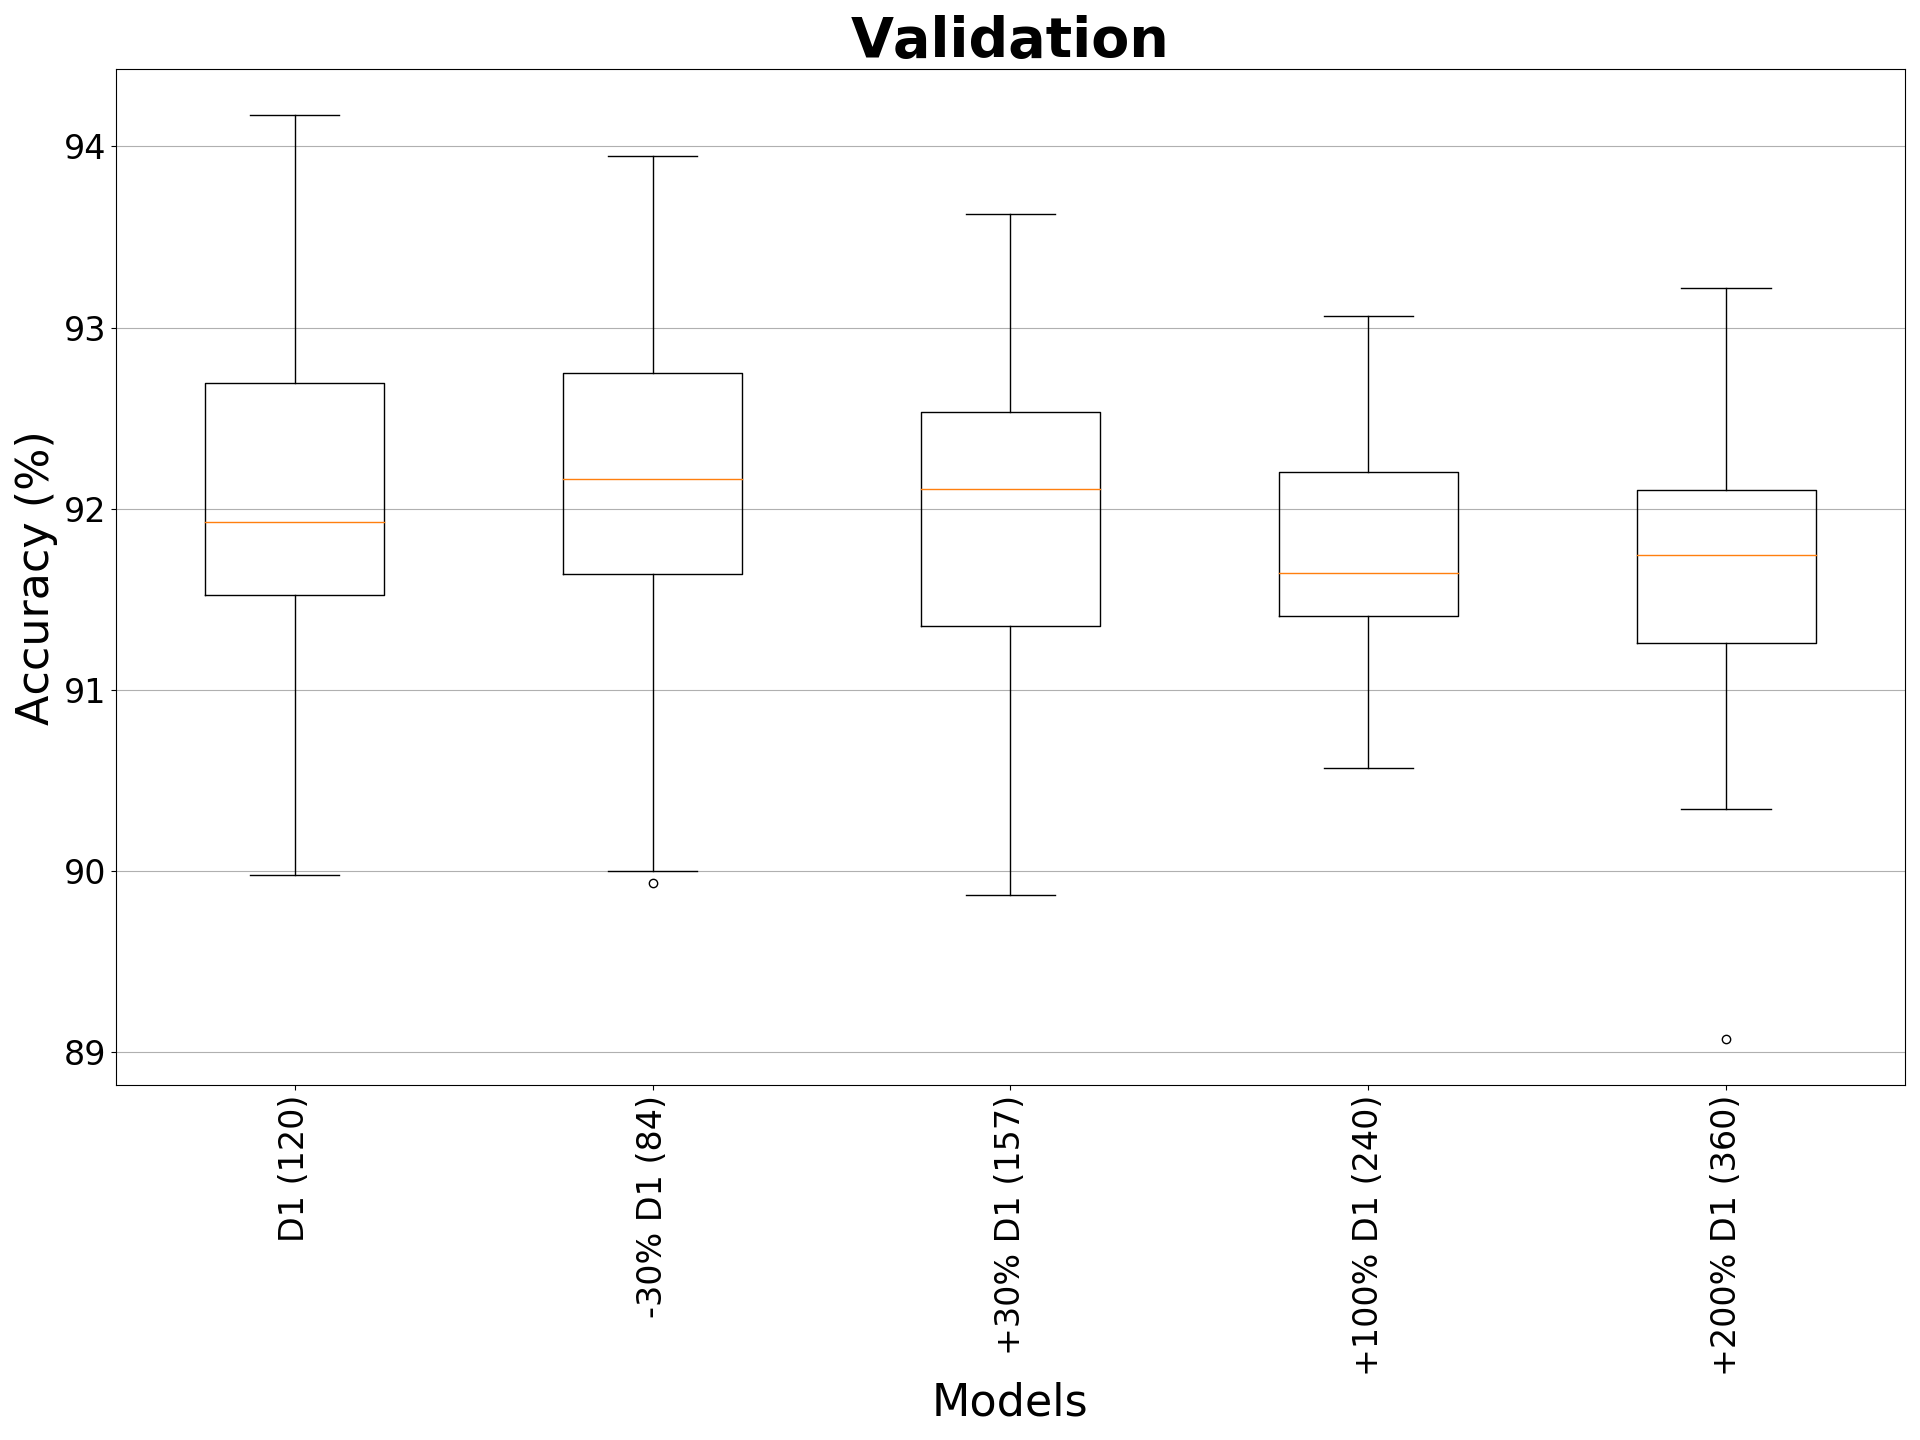 Validation
Accuracy (%)
94
93
92
91
90
89
D1 (120)
-30% D1 (84)
+30% D1 (157)
+100% D1 (240)
+200% D1 (360)
Models